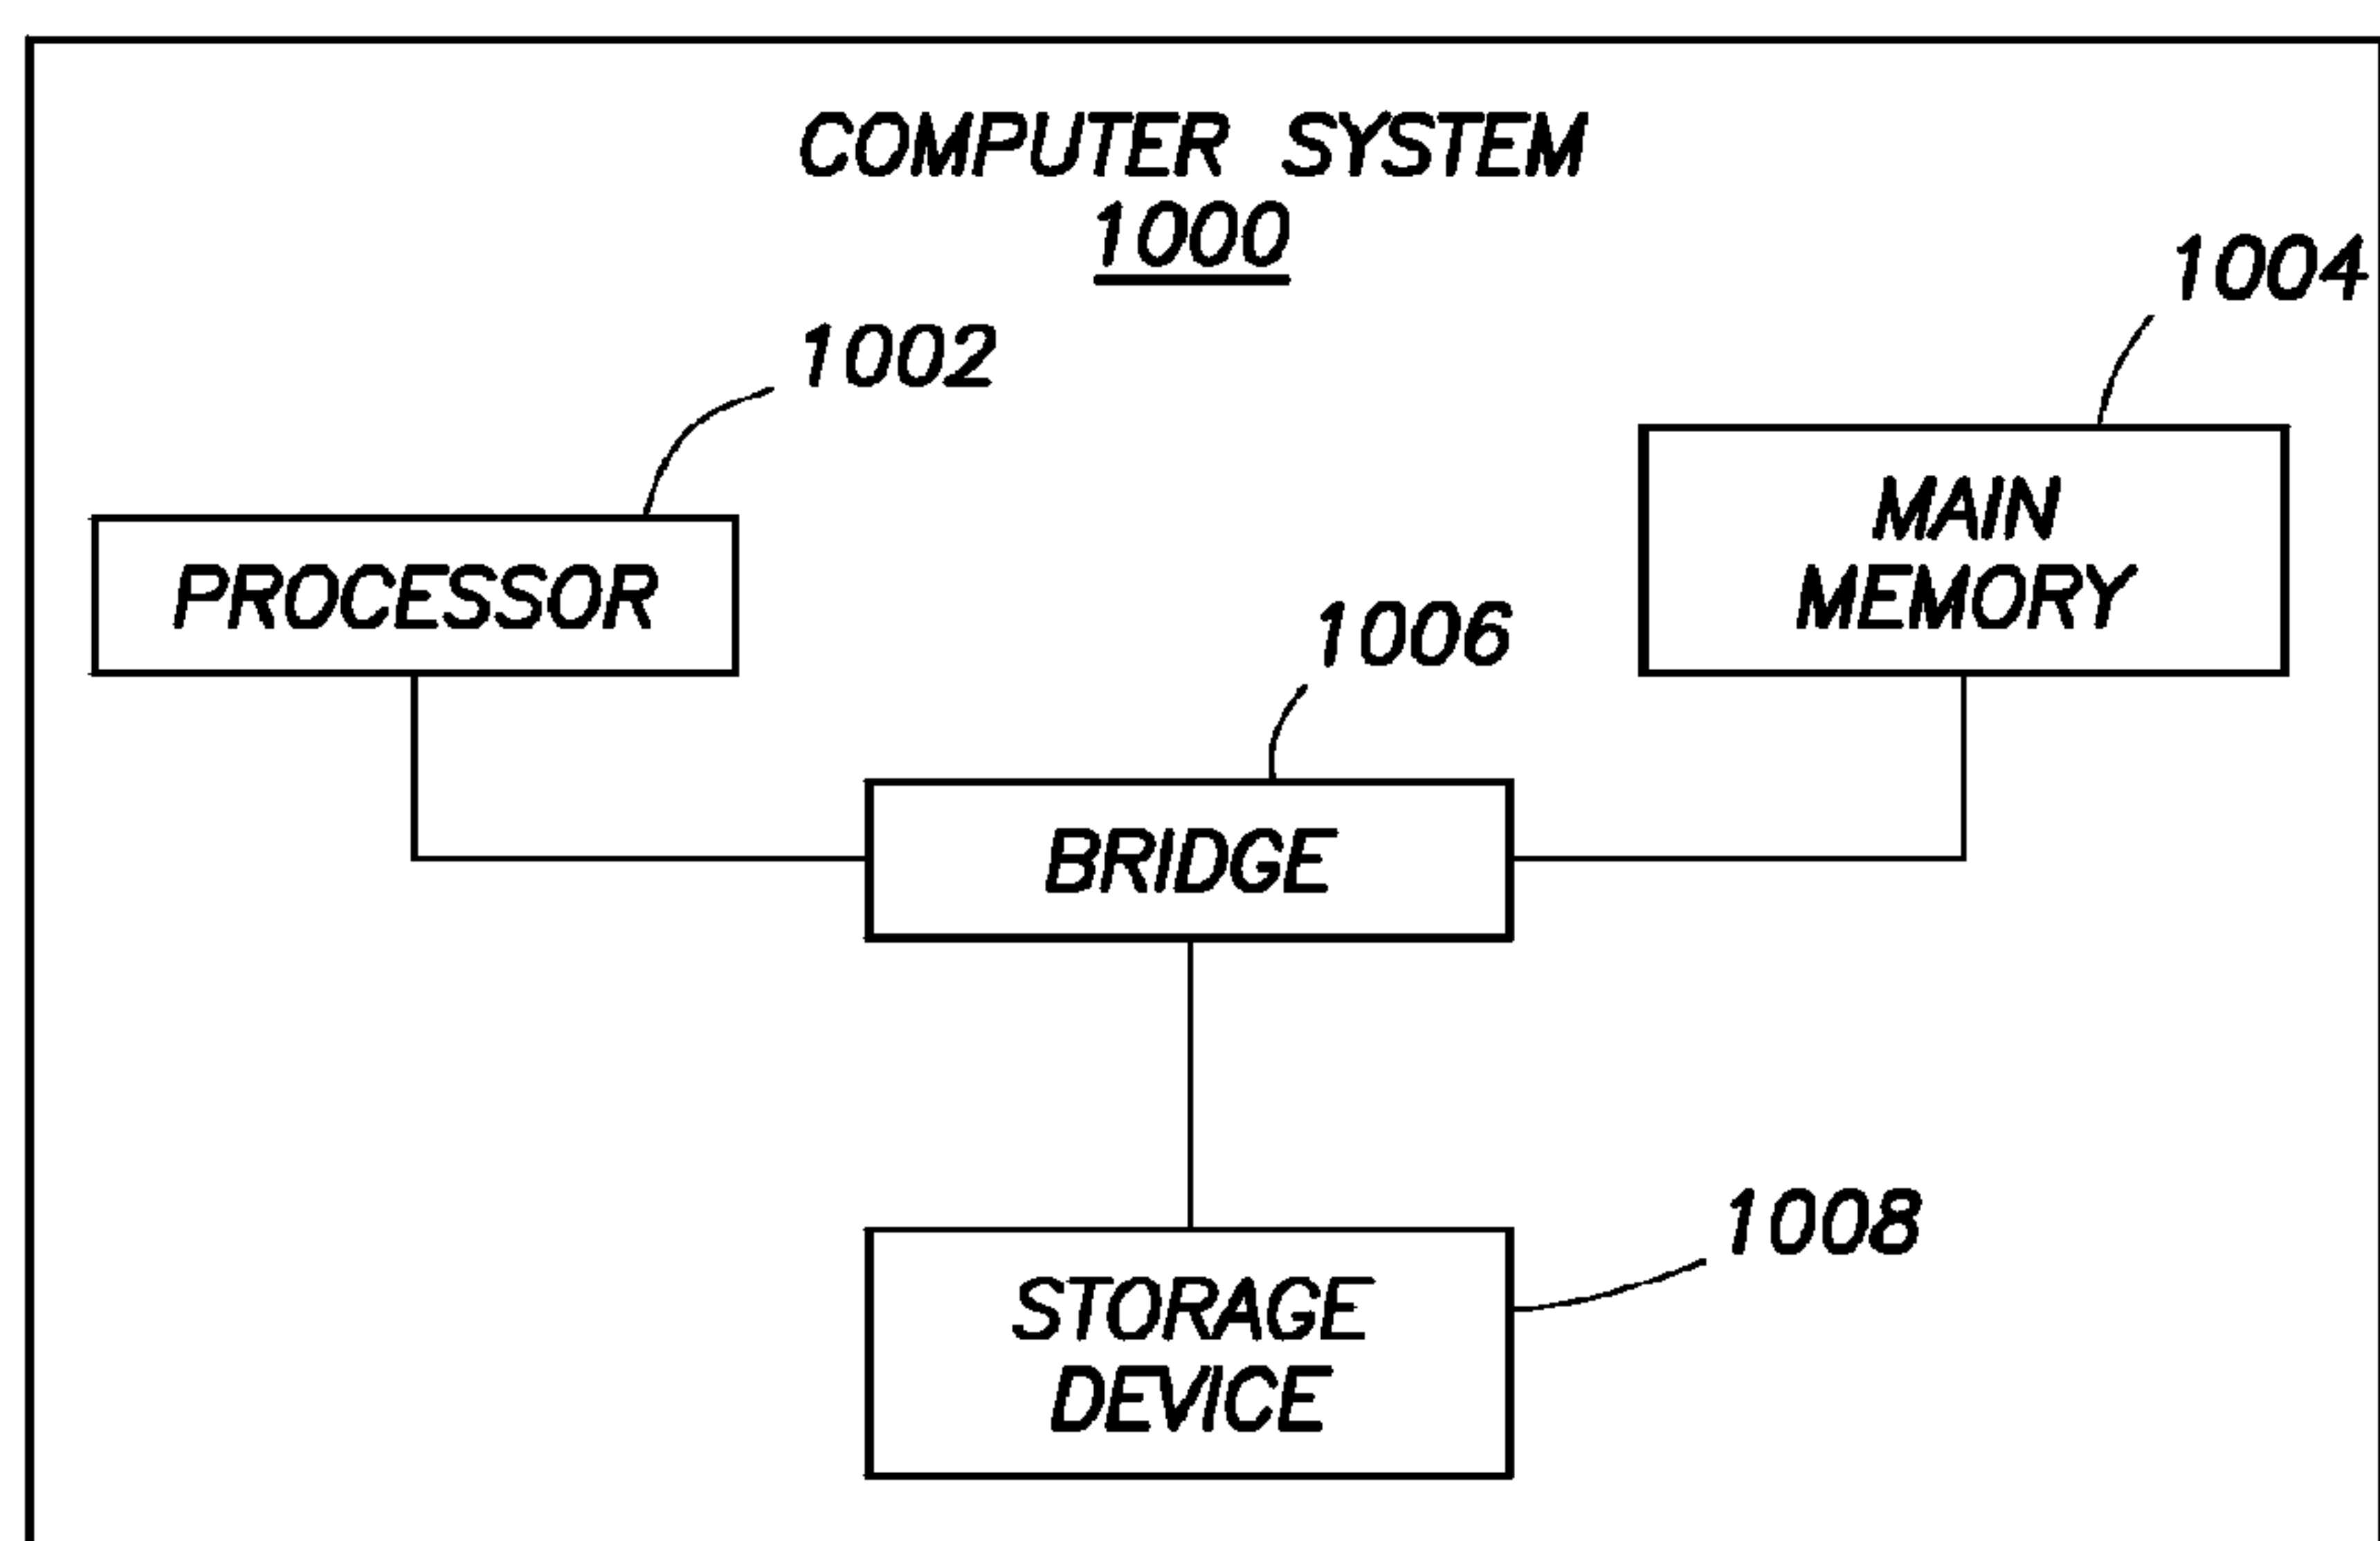 COMPUTER SYSTEM
1000
1004
1002
MAIN
MEMORY
PROCESSOR
1006
BRIDGE
1008
STORAGE
DEVICE